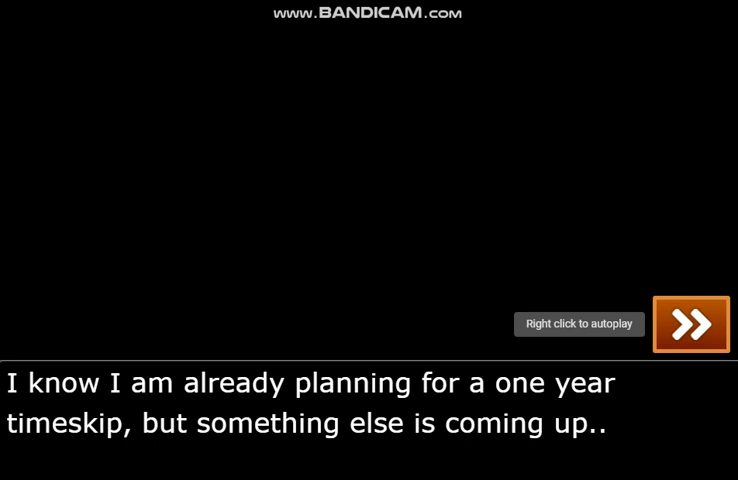 www.BANDICAM.com
Right click to autoplay
I know I am already planning for a one year
timeskip, but something else is coming up..